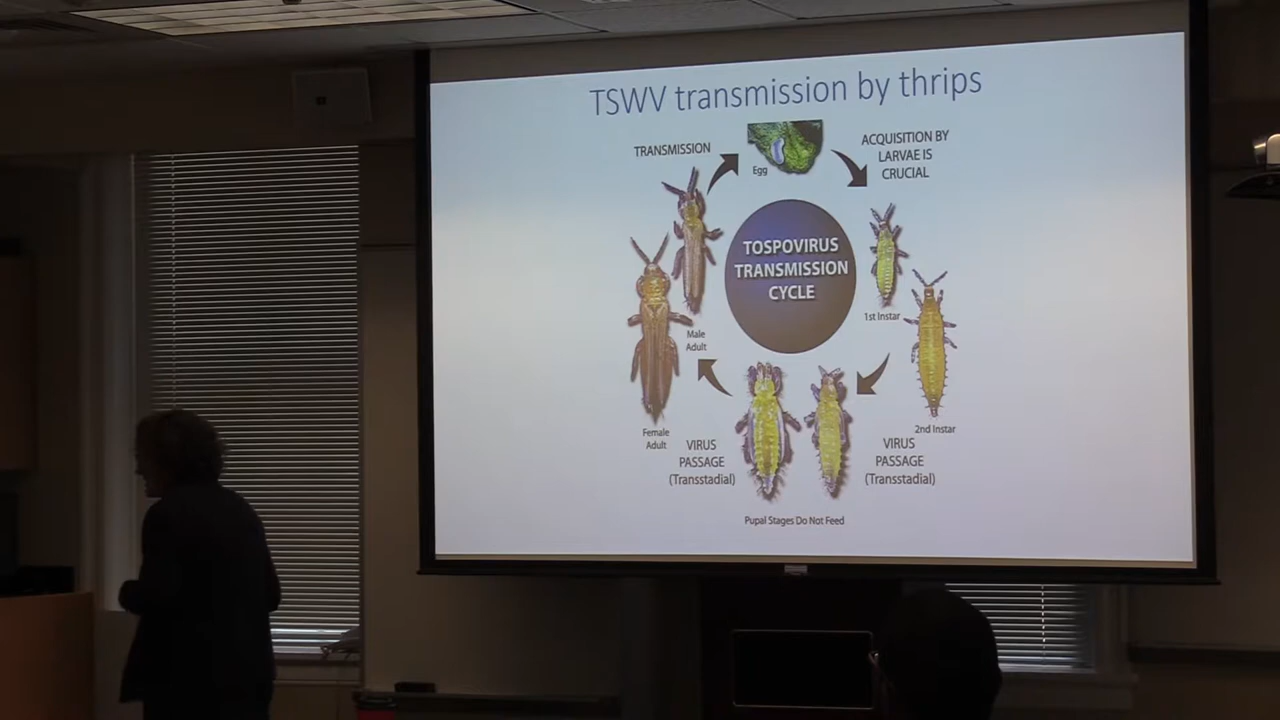 TSWV transmission by thrips
TRANSMISSION
Egg
ACQUISITION BY
LARVAE IS
CRUCIAL
TOSPOVIRUS
TRANSMISSION
CYCLE
1st Instar
Male
Adult
2nd Instar
Female
Adult
VIRUS
PASSAGE
(Transstadial)
VIRUS
PASSAGE
(Transstadial)
Pupal Stages Do Not Feed